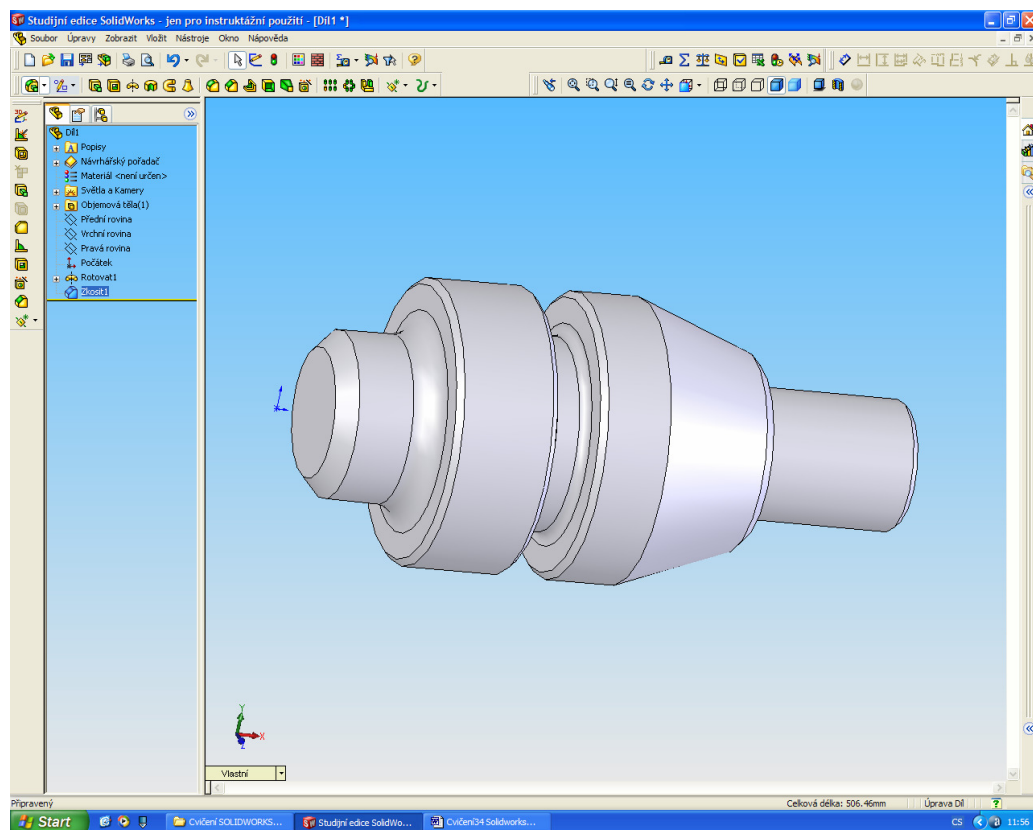 Studijní edice SolidWorks - jen pro instruktážní použití - [Díl1 *]
Soubor Úpravy Zobrazit Vložit Nástroje Okno Nápověda
Díl1
Popisy
Návrhářský pořadač
Materiál <není určen>
Světla a Kamery
Objemová těla(1)
Přední rovina
Vrchní rovina
Pravá rovina
Počátek
Rotovat1
Zkosit1
Y
X
Z
Vlastní
Připravený
Celková délka: 506.46mm
Úprava Díl
Start
Cvičení SOLIDWORKS...
Studijní edice SolidWo...
Cvičení34 Solidworks...
CS
11:56